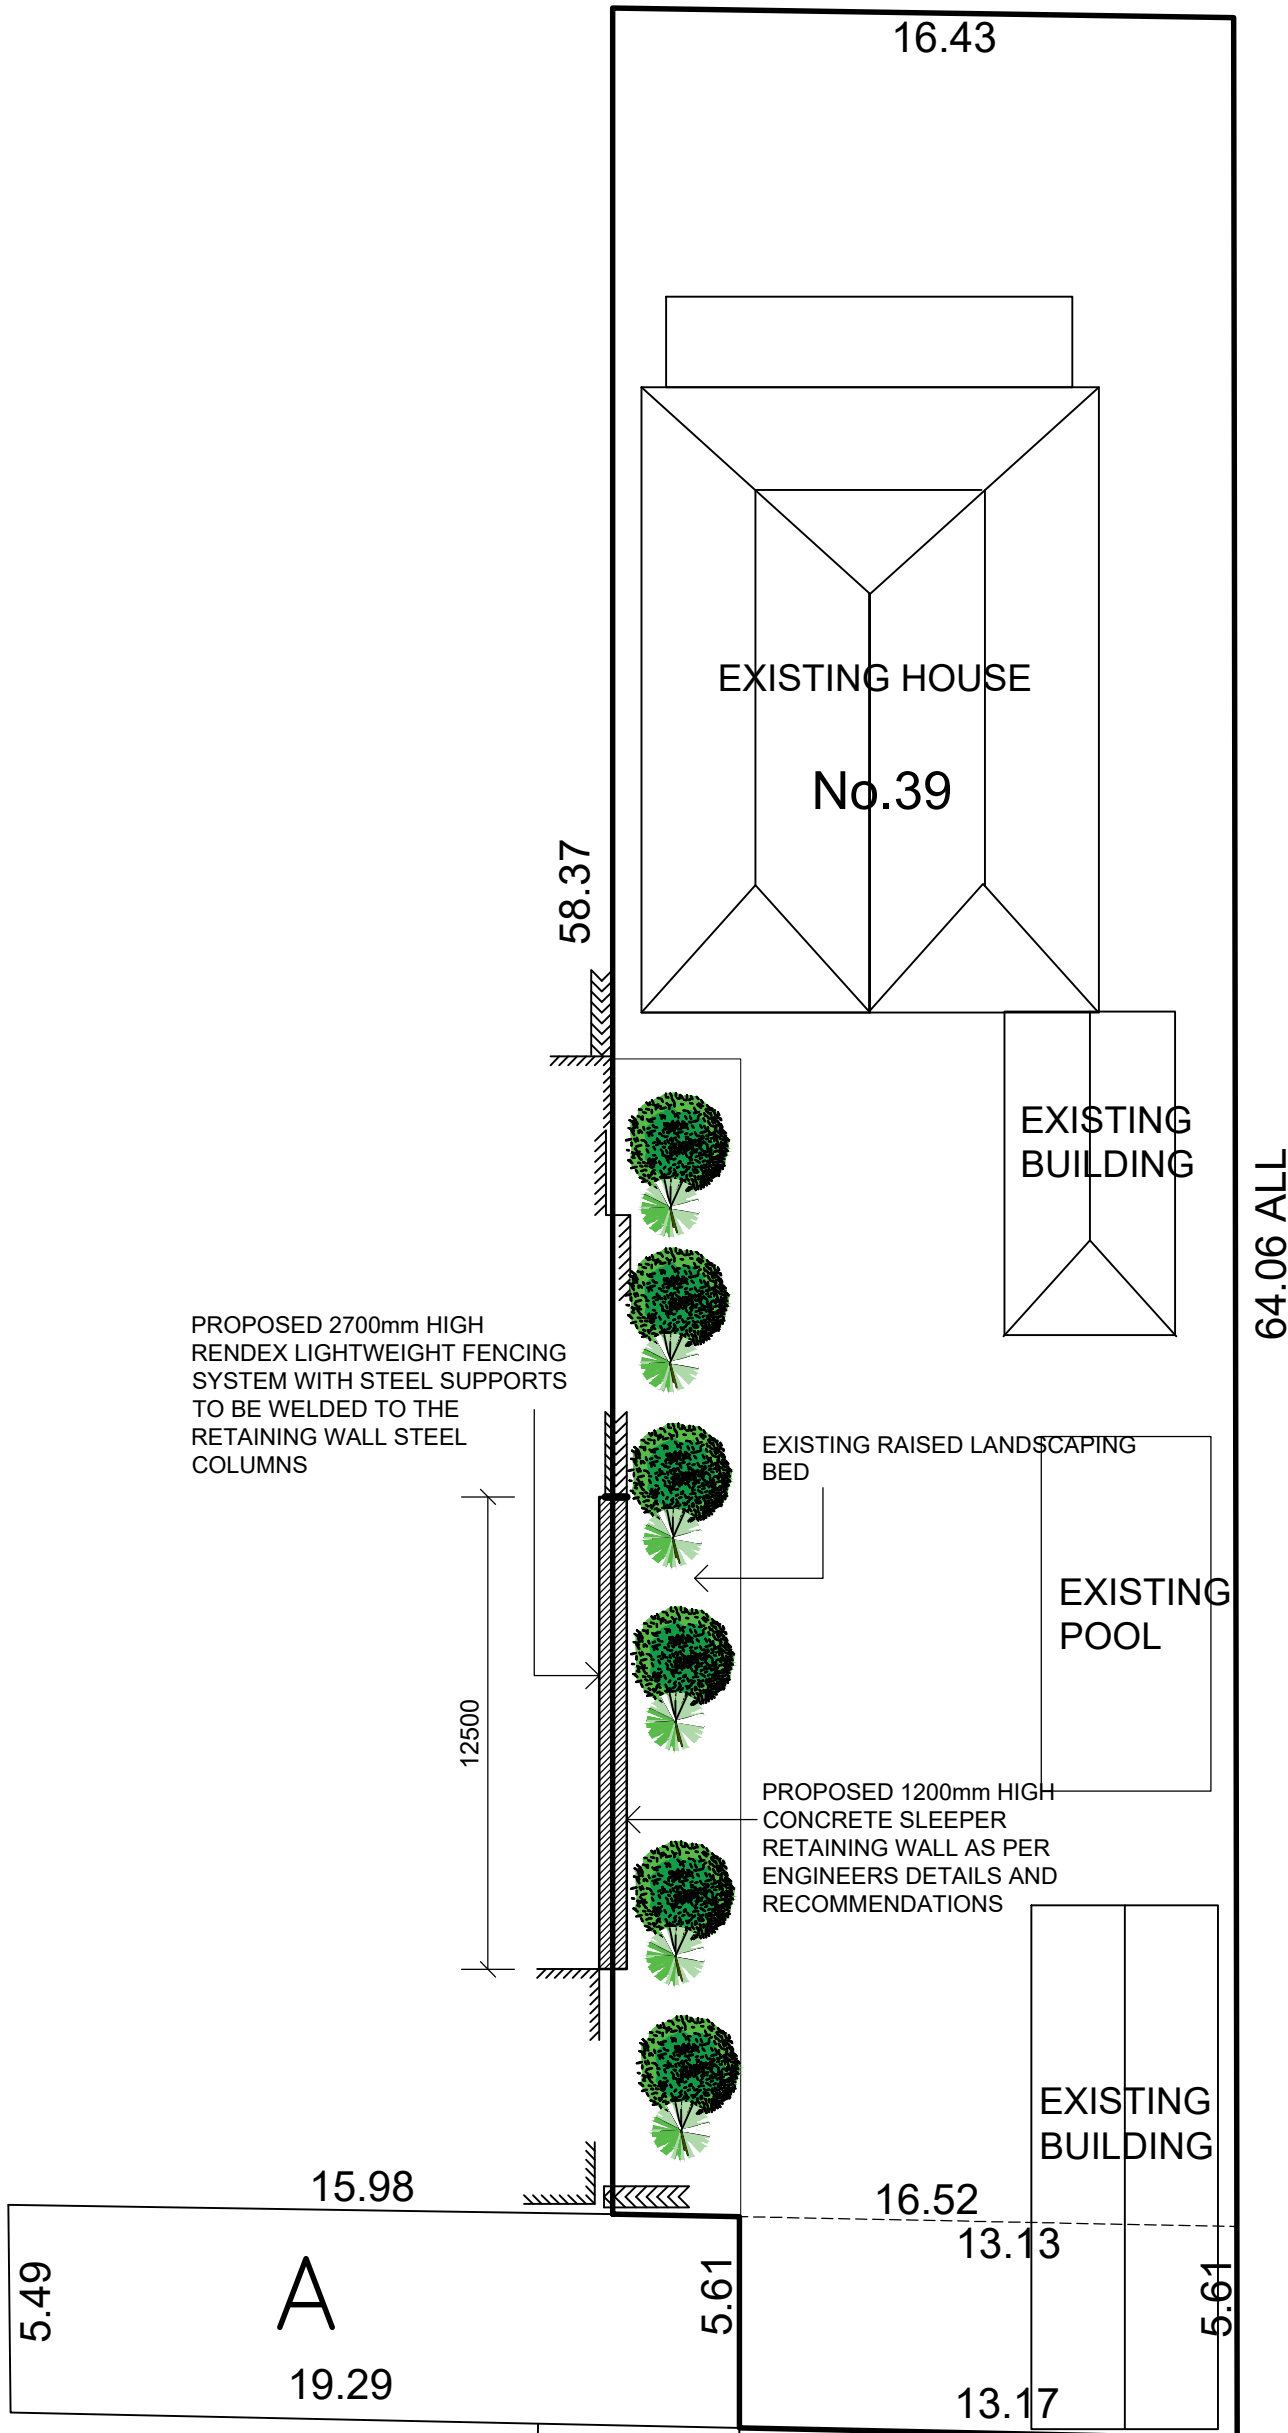 16.43
EXISTING HOUSE
No.39
58.37
EXISTING
BUILDING
64.06 ALL
PROPOSED 2700mm HIGH
RENDEX LIGHTWEIGHT FENCING
SYSTEM WITH STEEL SUPPORTS
TO BE WELDED TO THE
RETAINING WALL STEEL
COLUMNS
EXISTING RAISED LANDSCAPING
BED
EXISTING
POOL
12500
PROPOSED 1200mm HIGH
CONCRETE SLEEPER
RETAINING WALL AS PER
ENGINEERS DETAILS AND
RECOMMENDATIONS
EXISTING
BUILDING
15.98
16.52
13.13
5.49
A
5.61
5.61
19.29
13.17